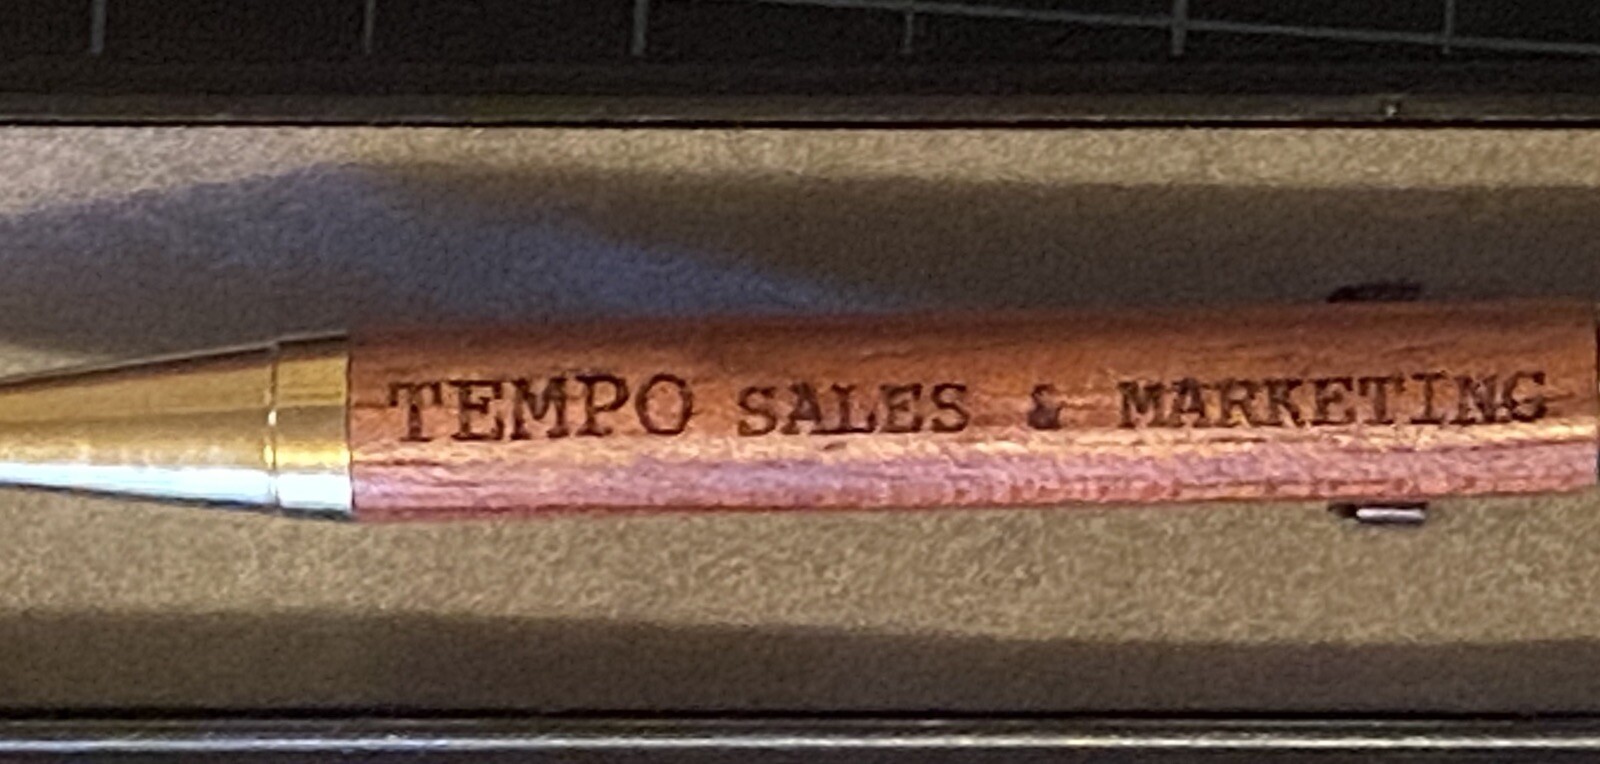 TEMPO SALES & MARKETING